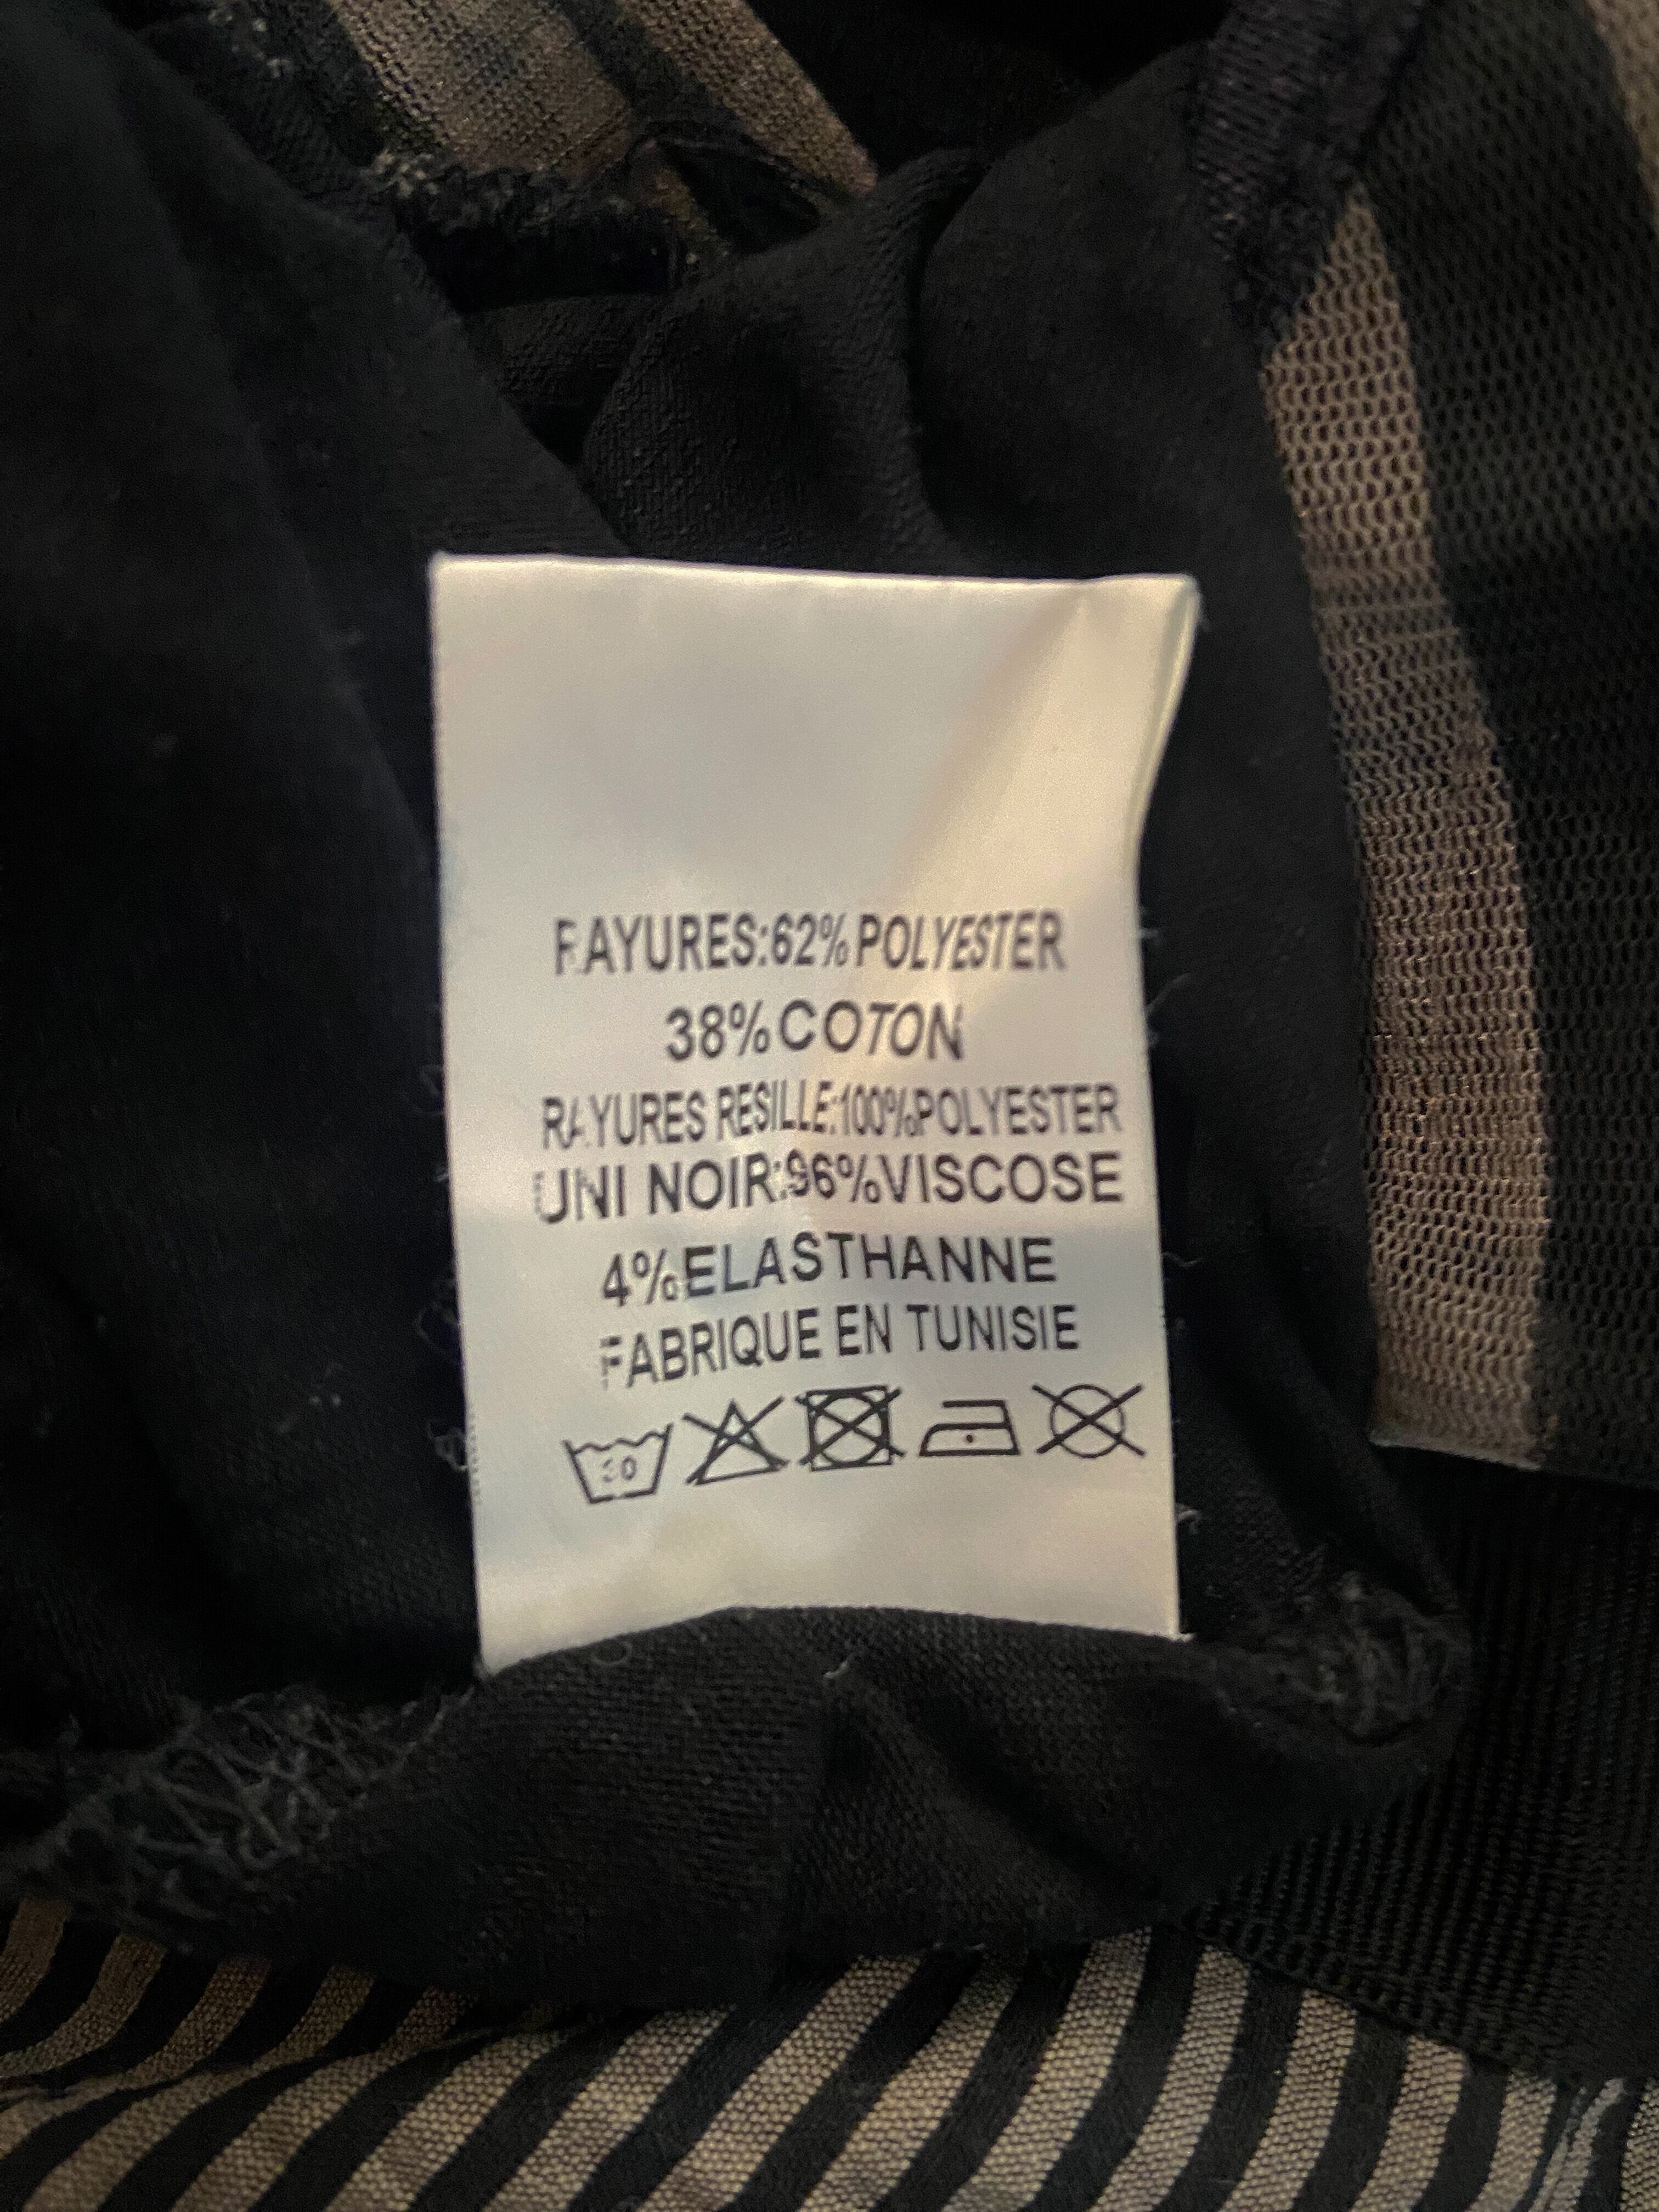 RAYURES:62%POLYESTER
38%COTON
RAYURES RESILLE:100%POLYESTER
UNI NOIR:96%VISCOSE
4%ELASTHANNE
FABRIQUE EN TUNISIE
30